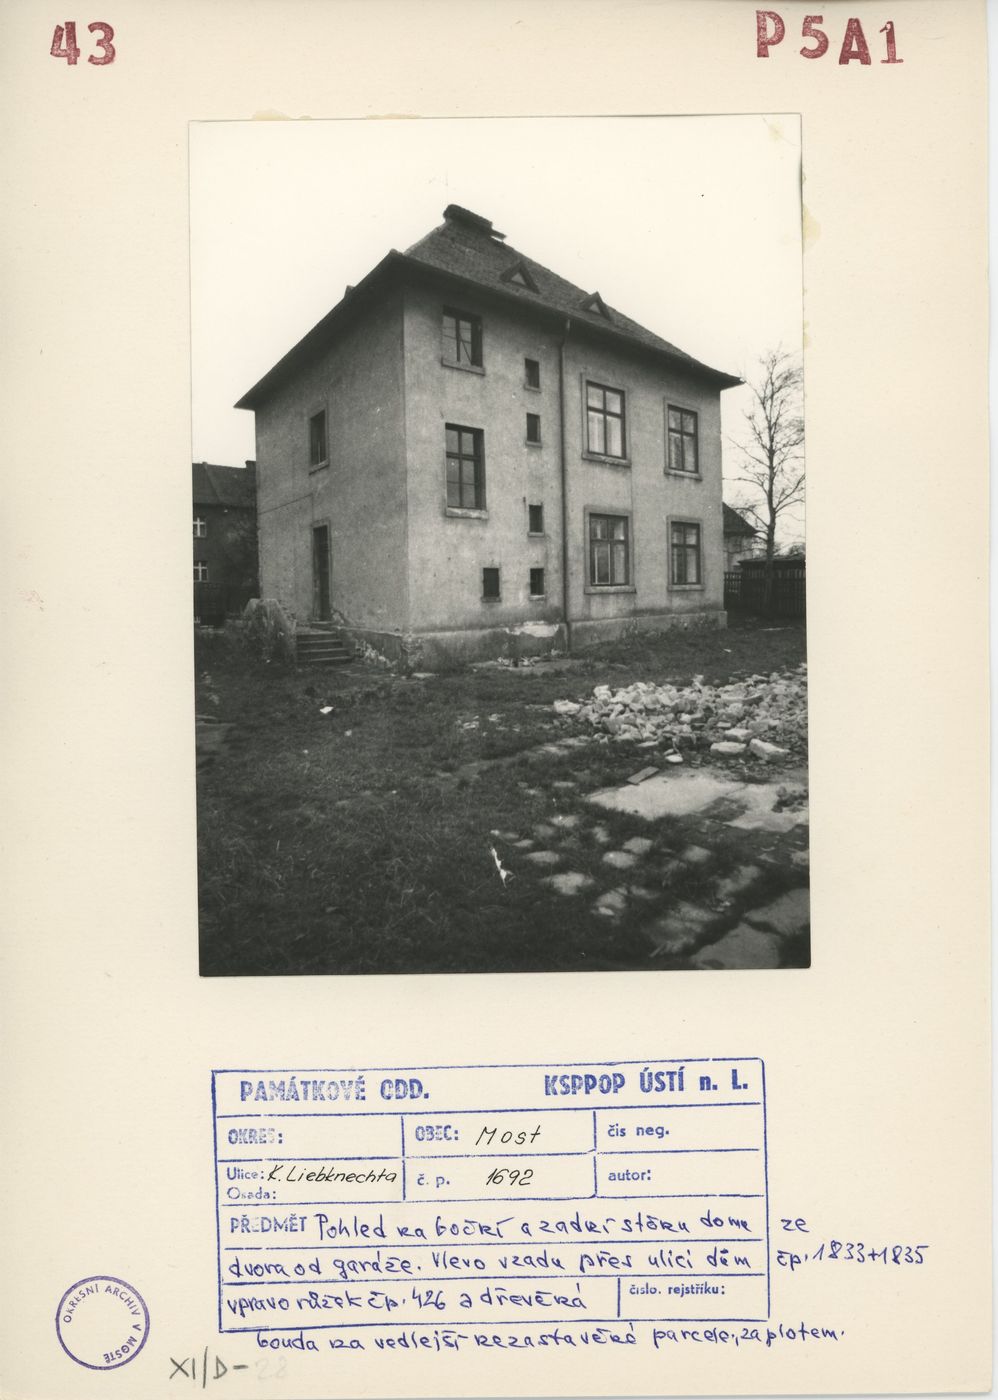 43
P5A1
PAMÁTKOVÉ ODD.
KSPPOP ÚSTÍ n. L.
OKRES:
OBEC: Most
čis neg.
Ulice: K. Liebknechta
Osada:
č. p. 1692
autor:
PŘEDMĚT Pohled na boční a zadní stěnu domu ze
dvora od garáže. Vlevo vzadu přes ulici dům čp. 1833+1835
vpravo růžek čp. 426 a dřevěná
číslo. rejstříku:
bouda na vedlejší nezastavěné parcele, za plotem.
OKRESNÍ ARCHIV V MOSTĚ
XI/D-28